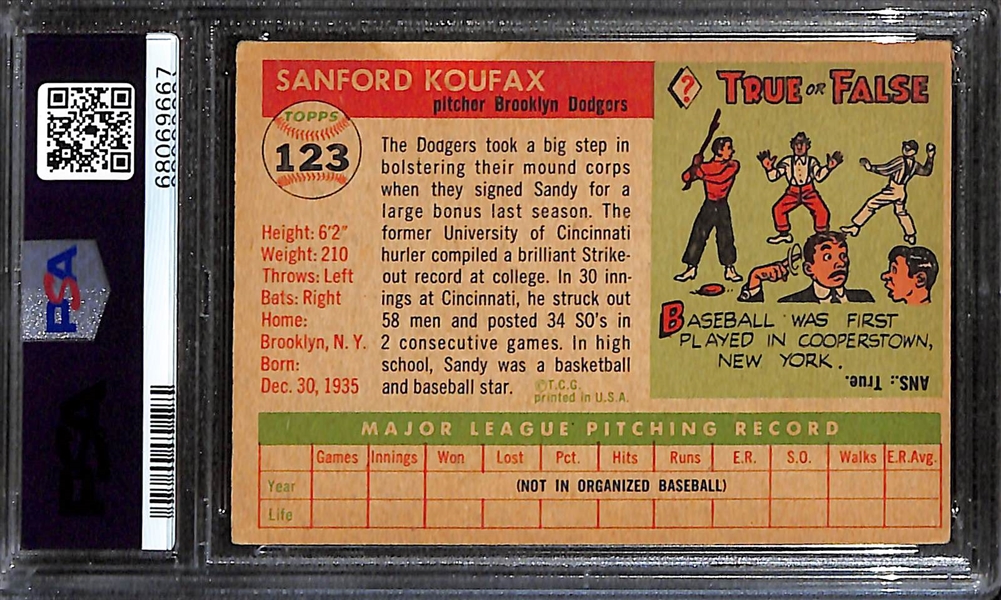 68069667
PSA
SANFORD KOUFAX
pitcher Brooklyn Dodgers
TOPPS
123
The Dodgers took a big step in
bolstering their mound corps
when they signed Sandy for a
large bonus last season. The
former University of Cincinnati
hurler compiled a brilliant Strike-
out record at college. In 30 inn-
ings at Cincinnati, he struck out
58 men and posted 34 SO's in
2 consecutive games. In high
school, Sandy was a basketball
and baseball star.
©T.C.G.
printed in U.S.A.
Height: 6'2"
Weight: 210
Throws: Left
Bats: Right
Home:
Brooklyn, N. Y.
Born:
Dec. 30, 1935
? TRUE OR FALSE
BASEBALL WAS FIRST
PLAYED IN COOPERSTOWN,
NEW YORK.
ANS.: True.
MAJOR LEAGUE PITCHING RECORD
Games Innings Won Lost Pct. Hits Runs E.R. S.O. Walks E.R.Avg.
Year (NOT IN ORGANIZED BASEBALL)
Life
PSA